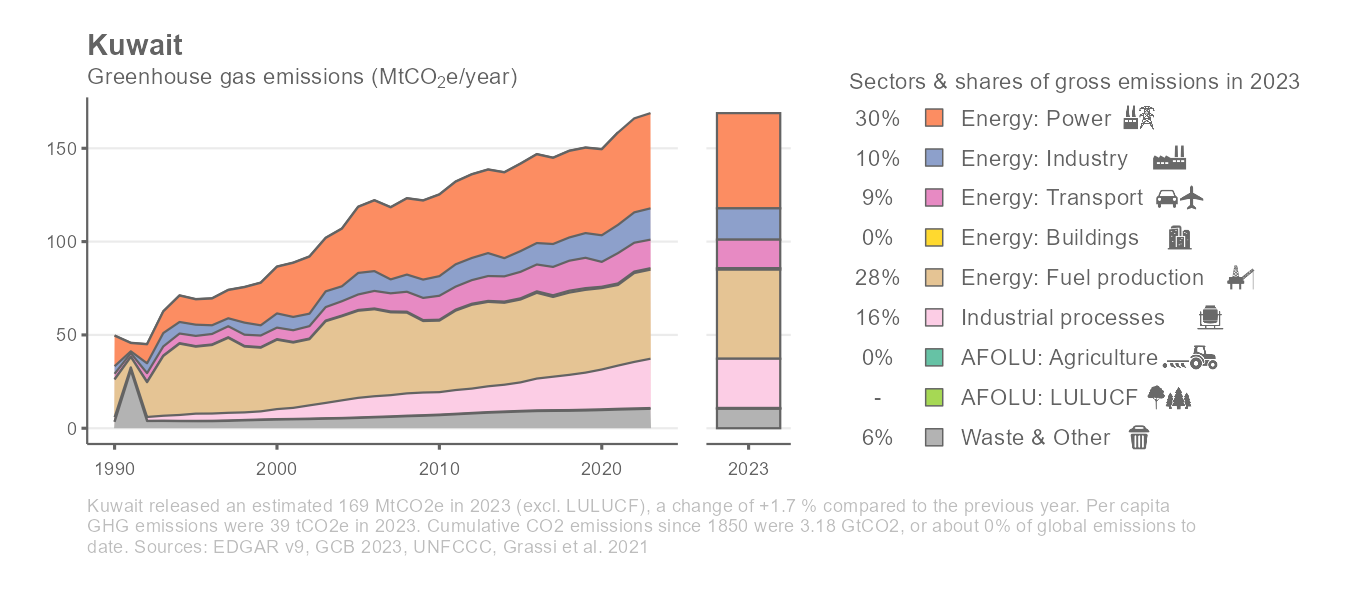 Kuwait
Greenhouse gas emissions (MtCO₂e/year)
150
100
50
0
1990
2000
2010
2020
2023
Sectors & shares of gross emissions in 2023
30% Energy: Power
10% Energy: Industry
9% Energy: Transport
0% Energy: Buildings
28% Energy: Fuel production
16% Industrial processes
0% AFOLU: Agriculture
- AFOLU: LULUCF
6% Waste & Other
Kuwait released an estimated 169 MtCO2e in 2023 (excl. LULUCF), a change of +1.7 % compared to the previous year. Per capita
GHG emissions were 39 tCO2e in 2023. Cumulative CO2 emissions since 1850 were 3.18 GtCO2, or about 0% of global emissions to
date. Sources: EDGAR v9, GCB 2023, UNFCCC, Grassi et al. 2021